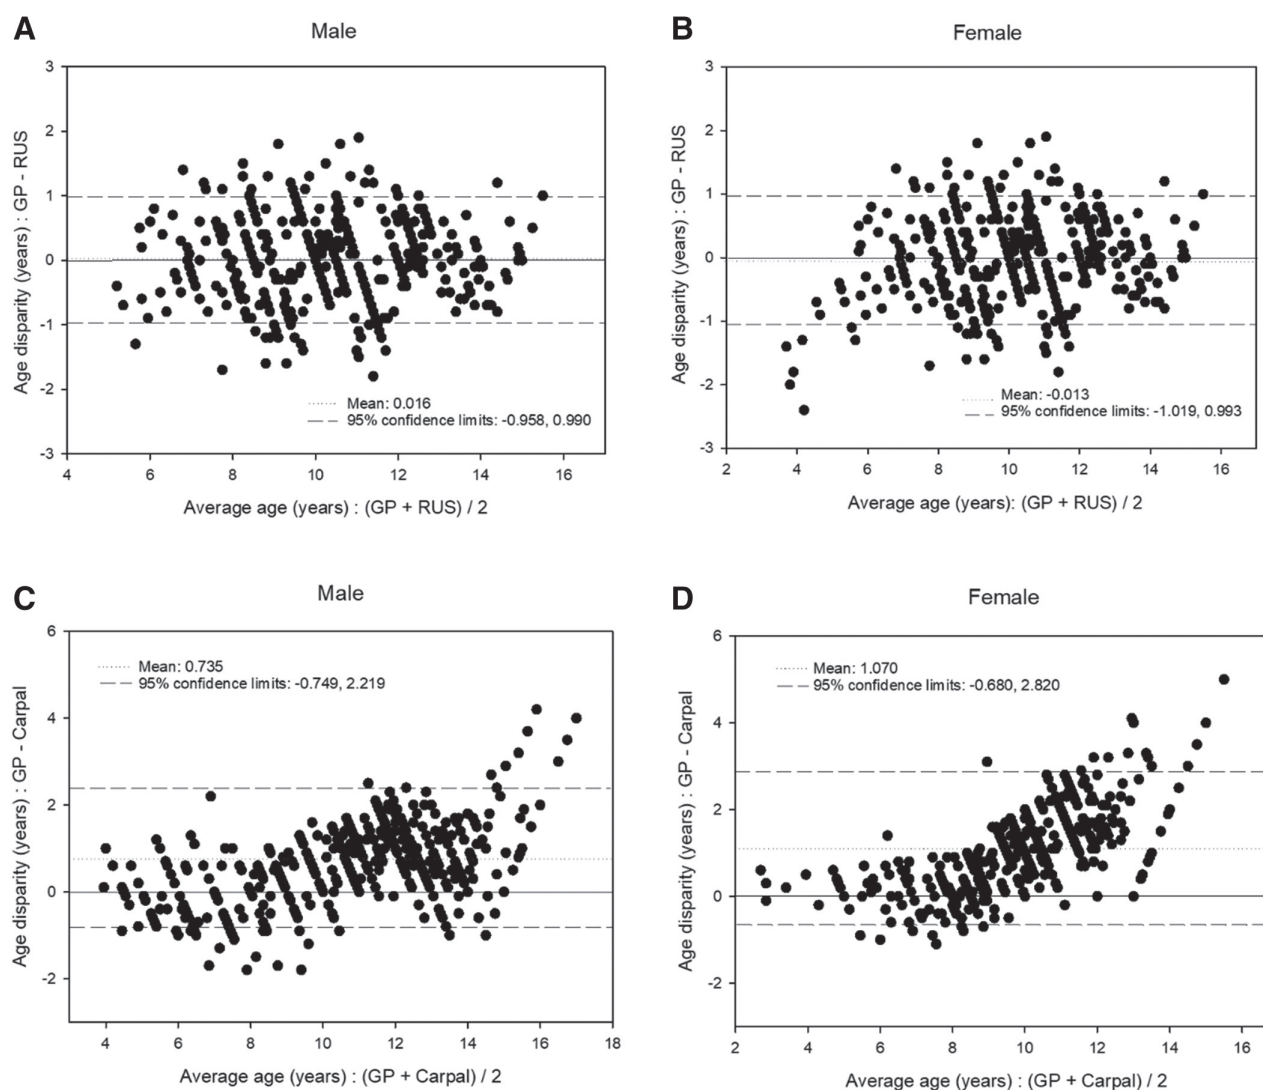 A
Male
3
2
1
0
-1
-2
-3
Age disparity (years) : GP - RUS
Mean: 0.016
95% confidence limits: -0.958, 0.990
4 6 8 10 12 14 16
Average age (years) : (GP + RUS) / 2
B
Female
3
2
1
0
-1
-2
-3
Age disparity (years) : GP - RUS
Mean: -0.013
95% confidence limits: -1.019, 0.993
2 4 6 8 10 12 14 16
Average age (years): (GP + RUS) / 2
C
Male
6
4
2
0
-2
Age disparity (years) : GP - Carpal
Mean: 0.735
95% confidence limits: -0.749, 2.219
4 6 8 10 12 14 16 18
Average age (years) : (GP + Carpal) / 2
D
Female
6
4
2
0
-2
Age disparity (years) : GP - Carpal
Mean: 1.070
95% confidence limits: -0.680, 2.820
2 4 6 8 10 12 14 16
Average age (years) : (GP + Carpal) / 2